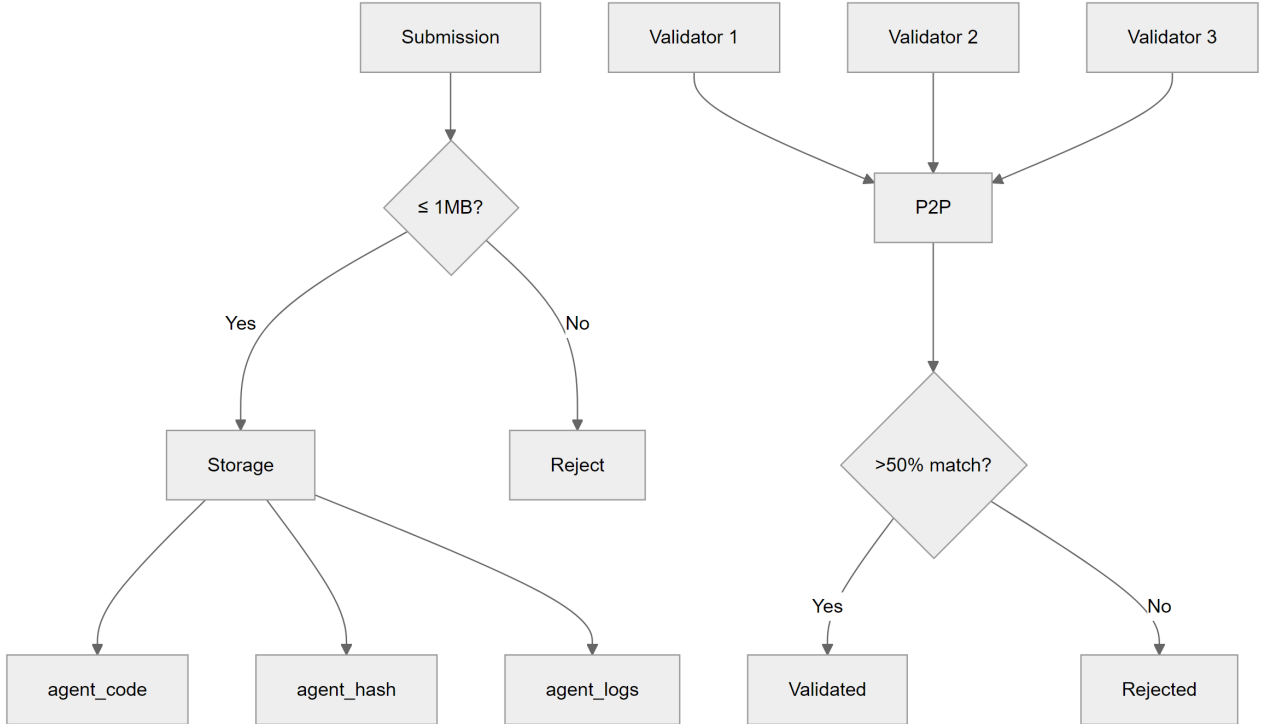 Submission
Validator 1
Validator 2
Validator 3
≤ 1MB?
P2P
Yes
No
Storage
Reject
>50% match?
Yes
No
agent_code
agent_hash
agent_logs
Validated
Rejected